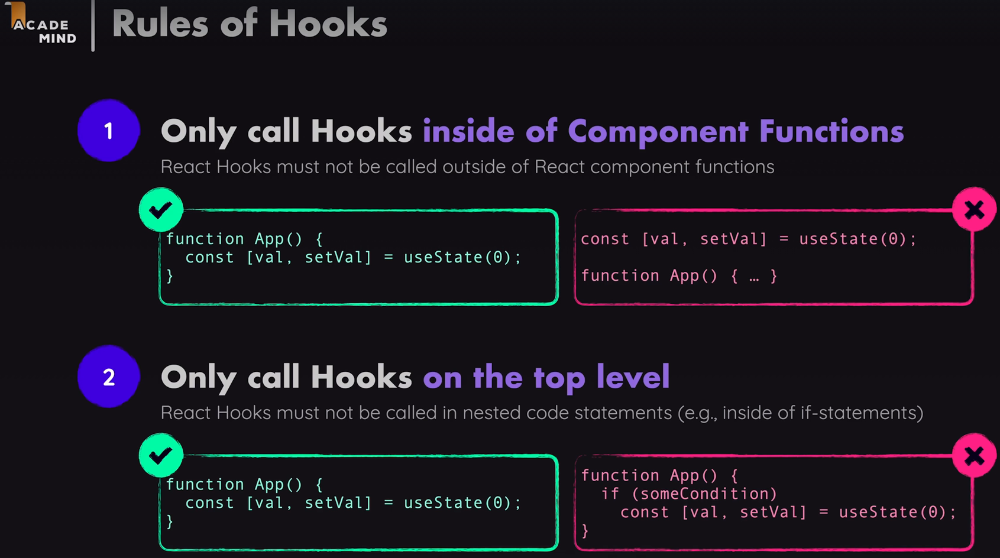 ACADE
MIND
Rules of Hooks
1
Only call Hooks inside of Component Functions
React Hooks must not be called outside of React component functions
function App() {
  const [val, setVal] = useState(0);
}
const [val, setVal] = useState(0);
function App() { … }
2
Only call Hooks on the top level
React Hooks must not be called in nested code statements (e.g., inside of if-statements)
function App() {
  const [val, setVal] = useState(0);
}
function App() {
  if (someCondition)
    const [val, setVal] = useState(0);
}